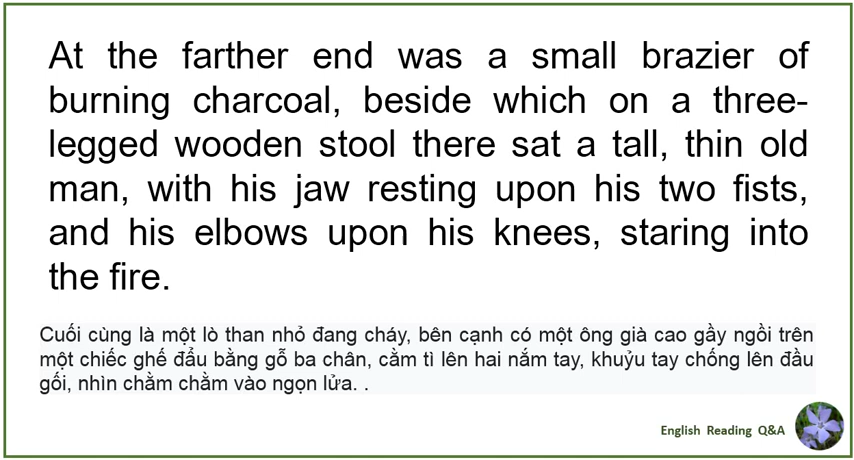 At the farther end was a small brazier of
burning charcoal, beside which on a three-
legged wooden stool there sat a tall, thin old
man, with his jaw resting upon his two fists,
and his elbows upon his knees, staring into
the fire.
Cuối cùng là một lò than nhỏ đang cháy, bên cạnh có một ông già cao gầy ngồi trên
một chiếc ghế đẩu bằng gỗ ba chân, cằm tì lên hai nắm tay, khuỷu tay chống lên đầu
gối, nhìn chằm chằm vào ngọn lửa. .
English Reading Q&A